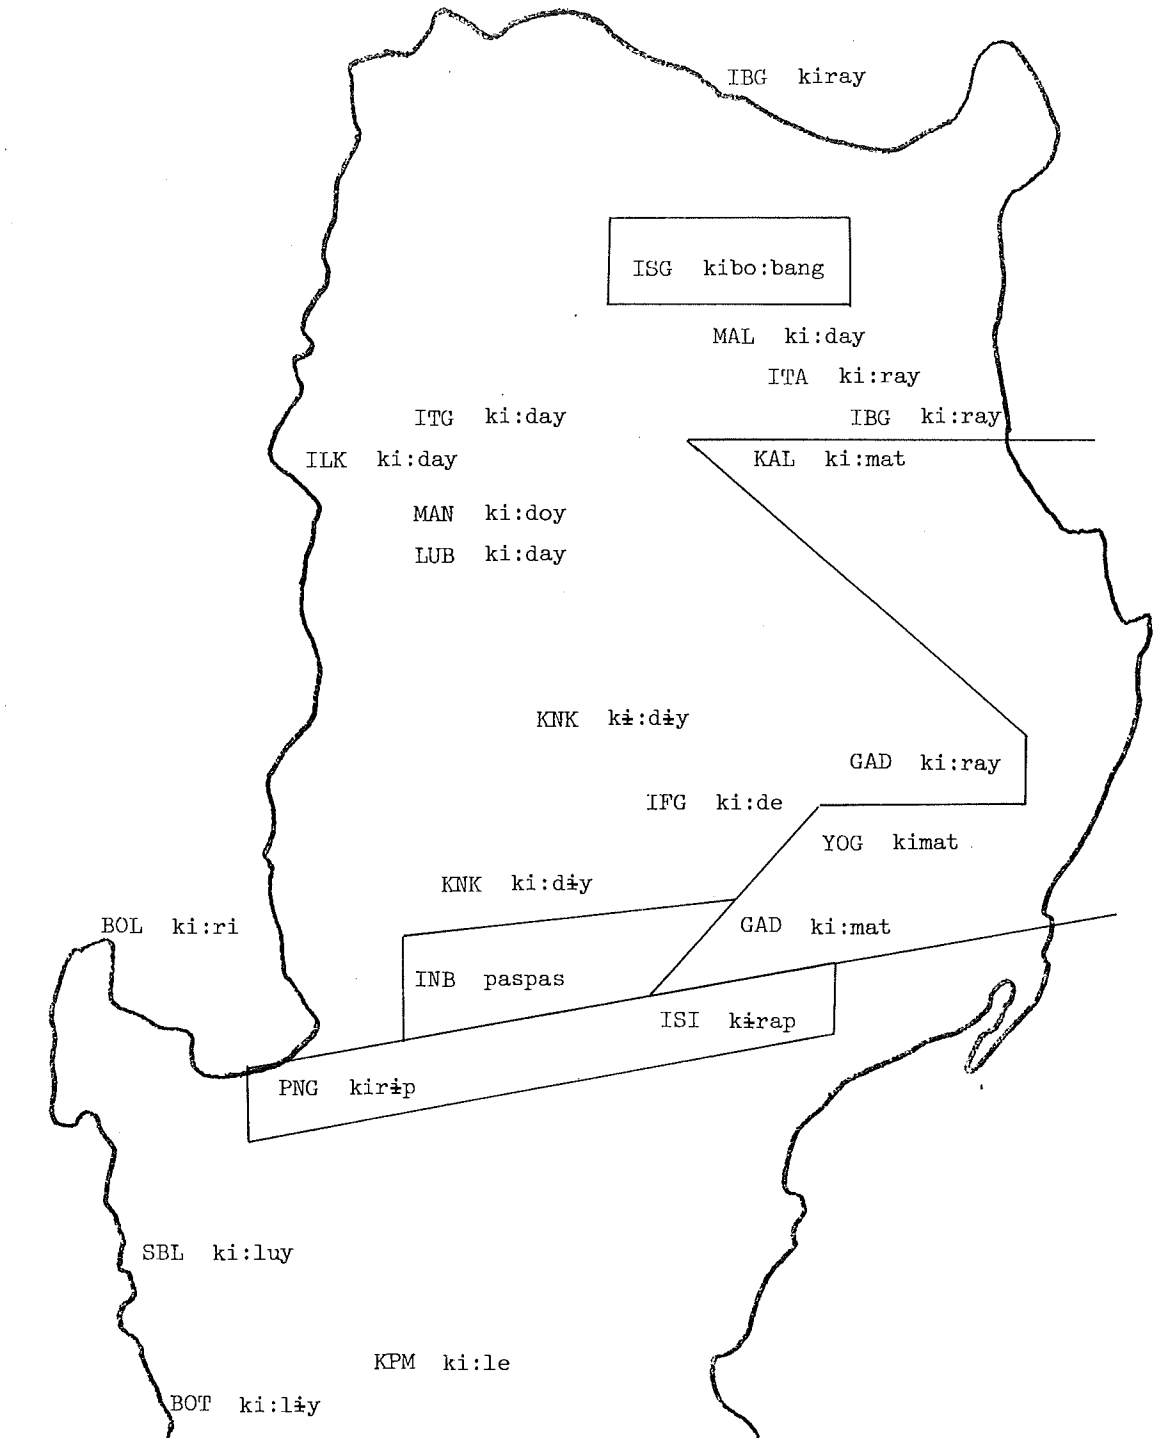 IBG kiray
ISG kibo:bang
MAL ki:day
ITA ki:ray
ITG ki:day
IBG ki:ray
ILK ki:day
KAL ki:mat
MAN ki:doy
LUB ki:day
KNK kɨ:dɨy
GAD ki:ray
IFG ki:de
YOG kimat
KNK ki:dɨy
BOL ki:ri
GAD ki:mat
INB paspas
ISI kɨrap
PNG kirɨp
SBL ki:luy
KPM ki:le
BOT ki:lɨy